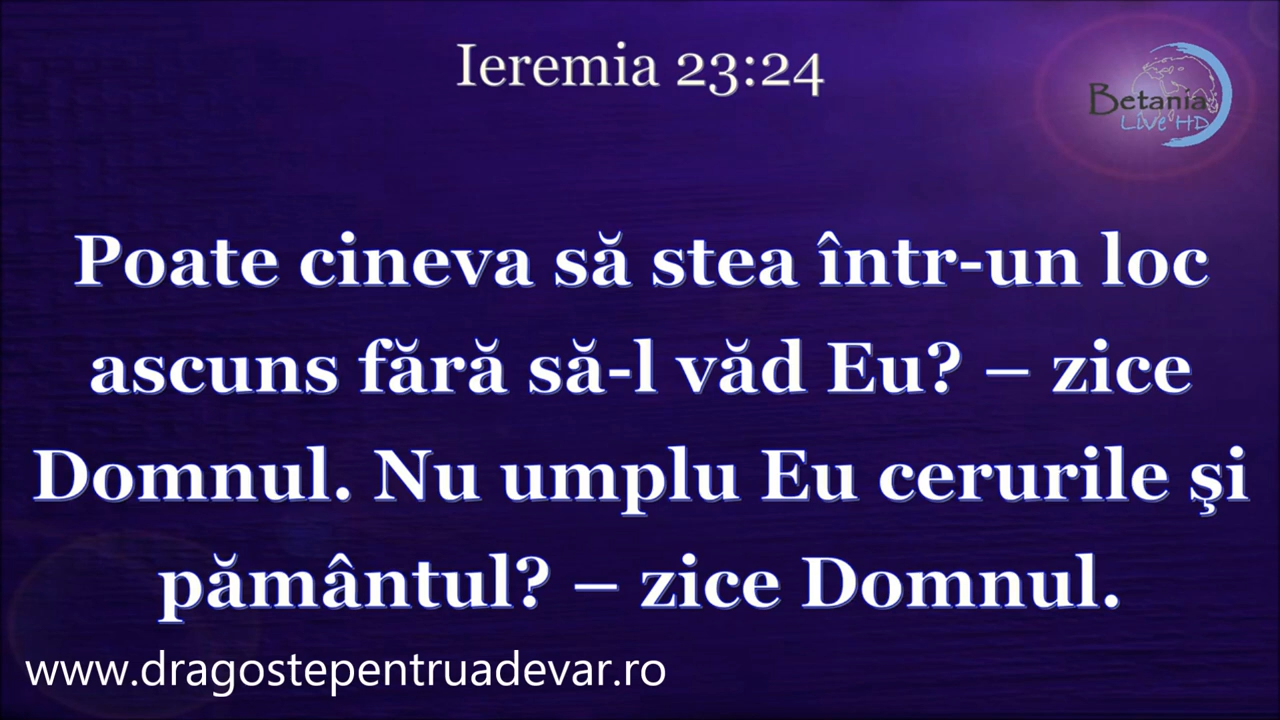 Ieremia 23:24
Betania
Live HD
Poate cineva să stea într-un loc
ascuns fără să-l văd Eu? – zice
Domnul. Nu umplu Eu cerurile şi
pământul? – zice Domnul.
www.dragostepentruadevar.ro